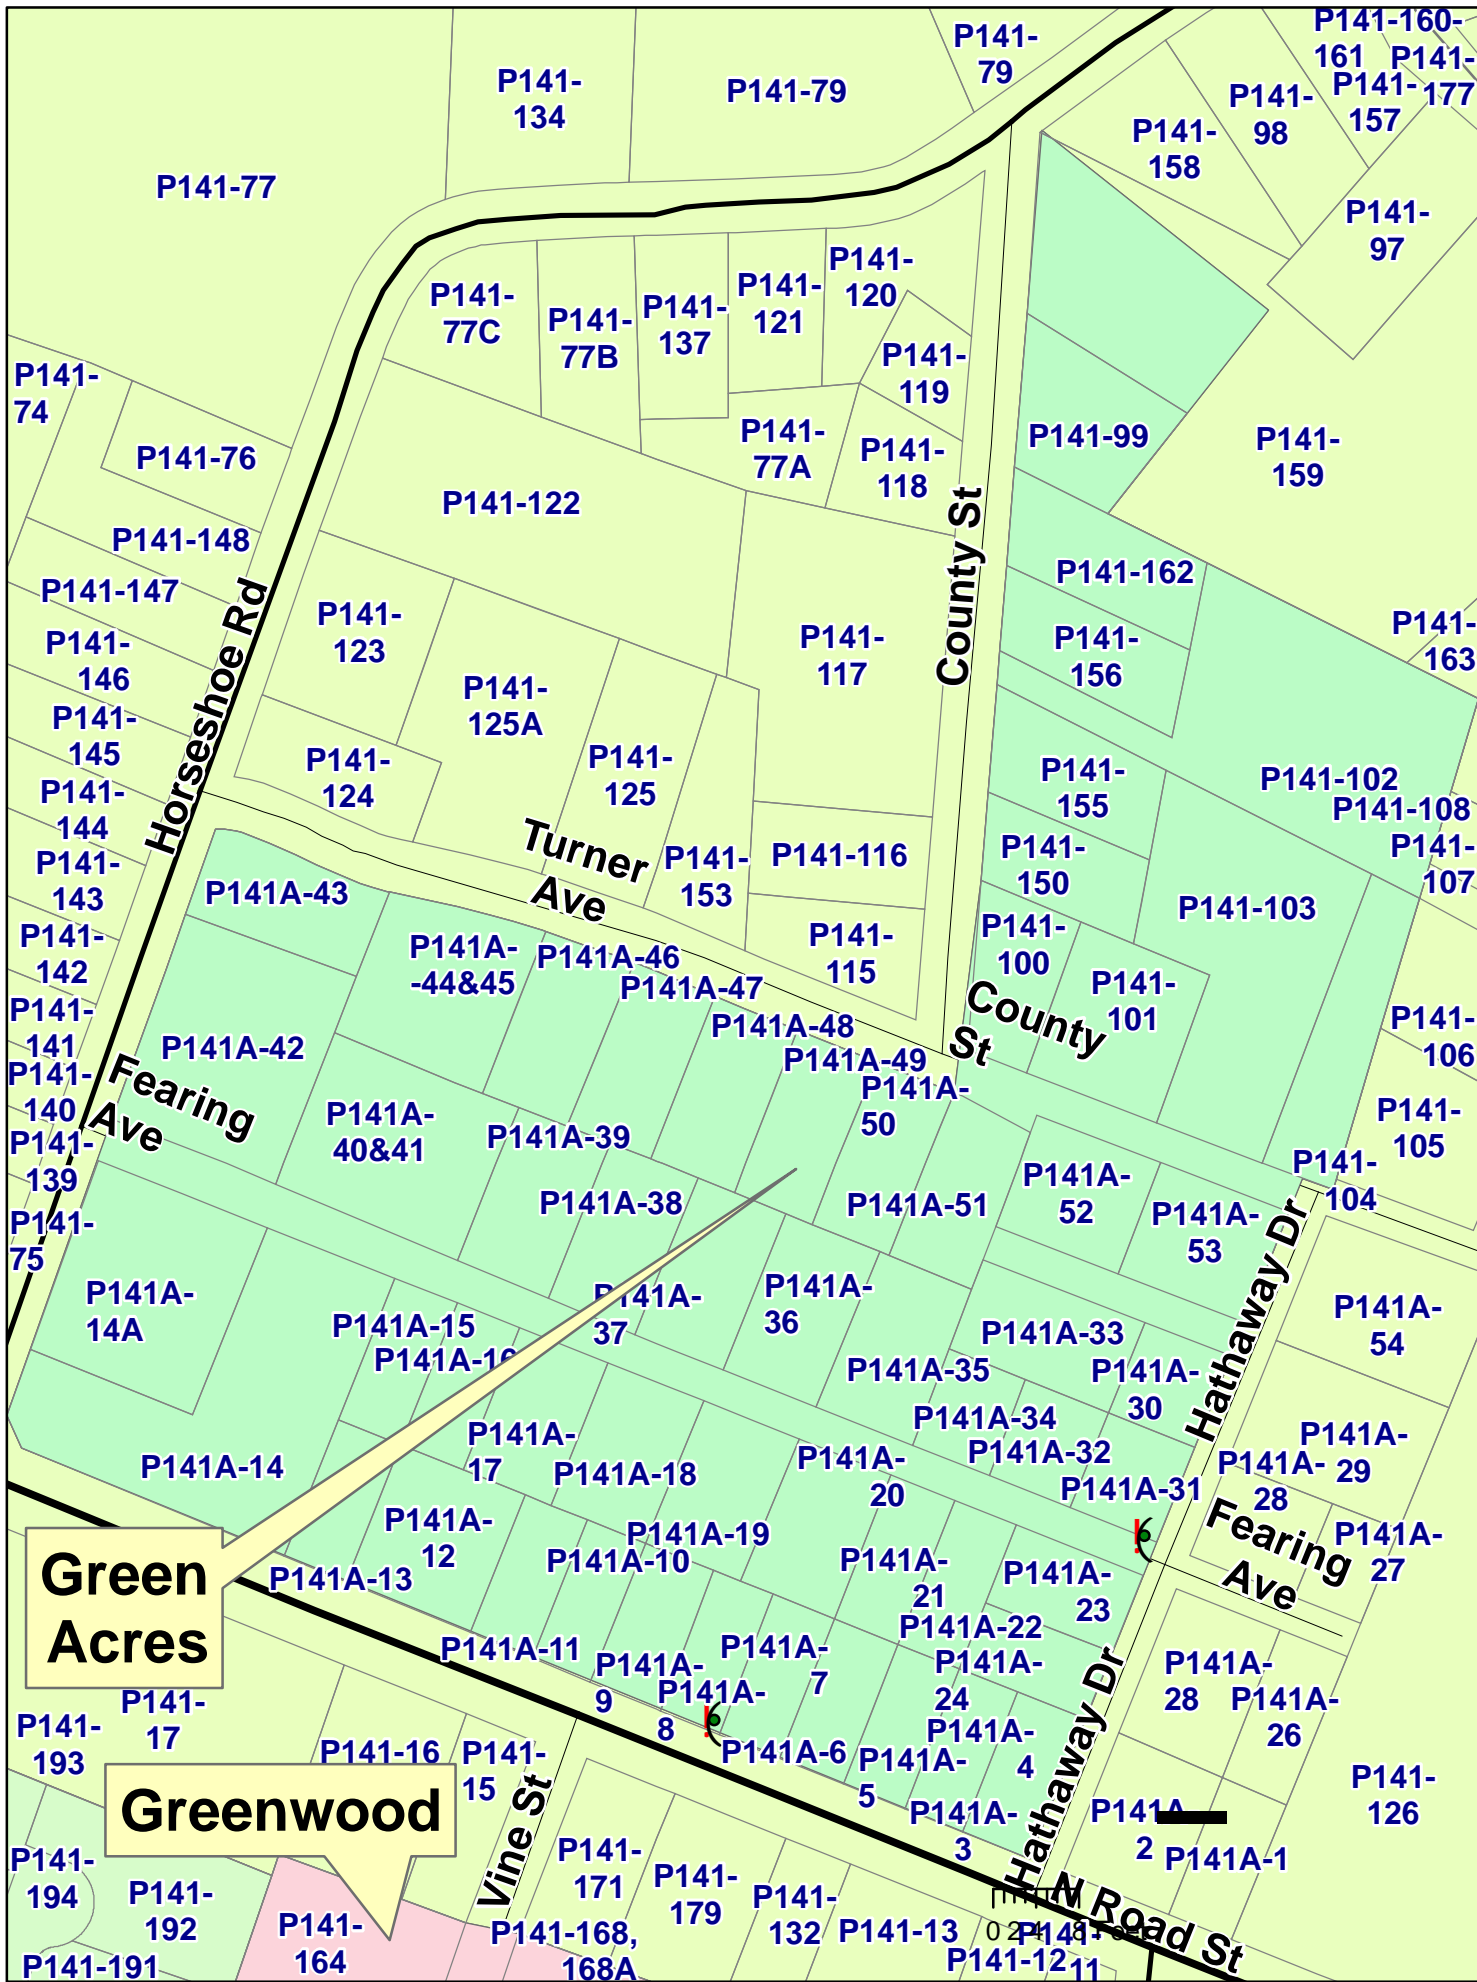 P141-160-
161
P141-
177
P141-
157
P141-
79
P141-
134
P141-79
P141-
98
P141-
158
P141-77
P141-
97
P141-
120
P141-
77C
P141-
77B
P141-
137
P141-
121
P141-
119
P141-
74
P141-76
P141-
77A
P141-
118
P141-99
P141-
159
P141-122
County St
P141-148
P141-147
P141-162
Horseshoe Rd
P141-
123
P141-
117
P141-
156
P141-
163
P141-
146
P141-
125A
P141-
145
P141-
124
P141-
125
P141-
155
P141-102
P141-108
P141-
144
Turner
Ave
P141-
153
P141-116
P141-
150
P141-
107
P141-
143
P141A-43
P141-103
P141-
142
P141A-
-44&45
P141A-46
P141A-47
P141-
115
P141-
100
P141-
101
County
St
P141-
141
P141A-42
P141A-48
P141A-49
P141A-
50
P141-
106
P141-
140
Fearing
Ave
P141A-
40&41
P141A-39
P141-
105
P141-
139
P141A-38
P141A-51
P141A-
52
P141A-
53
P141-
104
P141-
75
P141A-
14A
P141A-
37
P141A-
36
Hathaway Dr
P141A-15
P141A-16
P141A-33
P141A-
54
P141A-35
P141A-
30
P141A-34
P141A-32
P141A-14
P141A-
17
P141A-18
P141A-
20
P141A-31
P141A-
29
P141A-
28
P141A-
12
P141A-19
P141A-10
Fearing
Ave
P141A-
27
P141A-13
P141A-
21
P141A-
23
Green
Acres
P141A-22
P141A-11
P141A-
9
P141A-
8
P141A-
7
P141A-
24
Hathaway Dr
P141A-
28
P141A-
26
P141-
17
P141-
193
P141-16
P141-
15
P141A-6
P141A-
5
P141A-
4
P141-
126
Greenwood
Vine St
P141A-
3
P141A-
2
P141A-1
P141-
194
P141-
192
P141-
171
P141-
179
P141-
132
P141-13
N Road St
0 2 4 8
P141-
164
P141-168,
168A
P141-12
P141-
11
P141-191